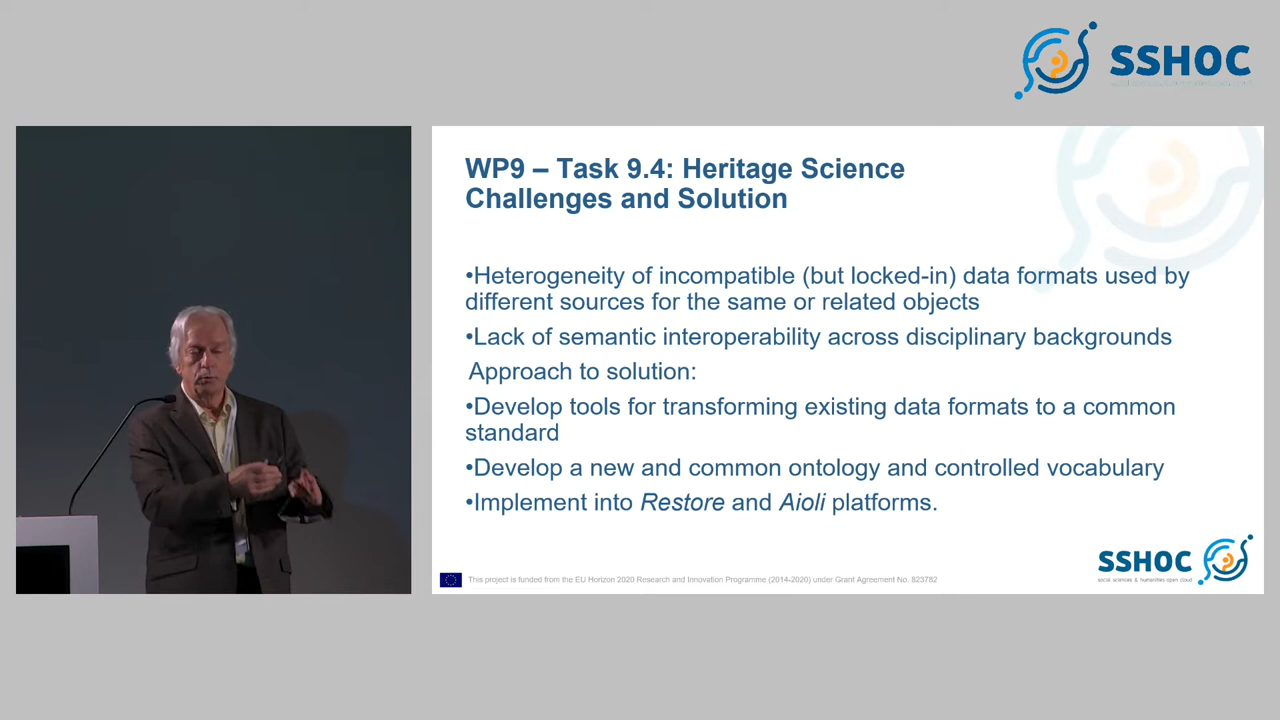 SSHOC
WP9 – Task 9.4: Heritage Science
Challenges and Solution
•Heterogeneity of incompatible (but locked-in) data formats used by
different sources for the same or related objects
•Lack of semantic interoperability across disciplinary backgrounds
Approach to solution:
•Develop tools for transforming existing data formats to a common
standard
•Develop a new and common ontology and controlled vocabulary
•Implement into Restore and Aioli platforms.
SSHOC
social sciences & humanities open cloud
This project is funded from the EU Horizon 2020 Research and Innovation Programme (2014-2020) under Grant Agreement No. 823782